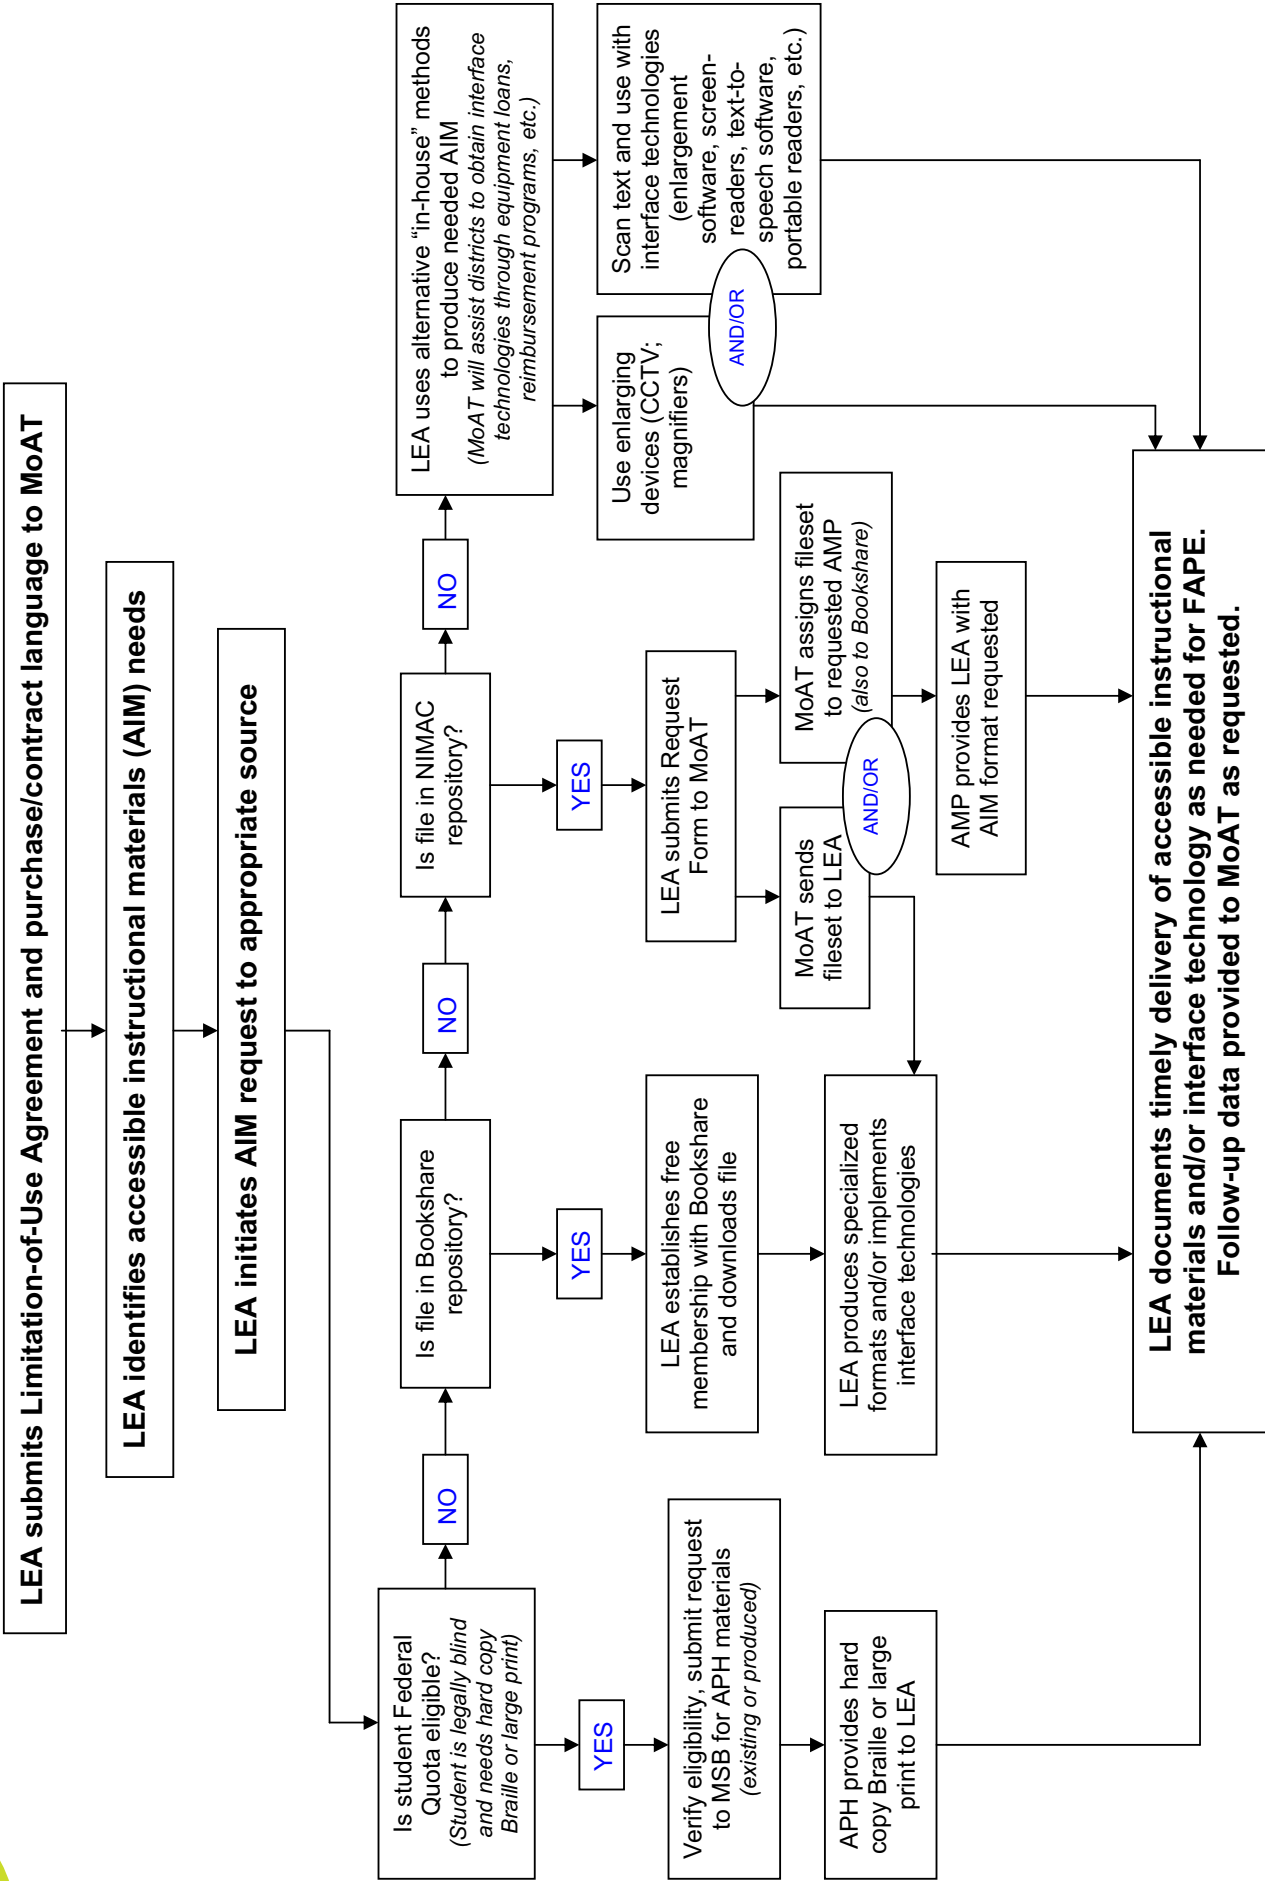 LEA submits Limitation-of-Use Agreement and purchase/contract language to MoAT
LEA identifies accessible instructional materials (AIM) needs
LEA initiates AIM request to appropriate source
Is student Federal
Quota eligible?
(Student is legally blind
and needs hard copy
Braille or large print)
NO
Is file in Bookshare
repository?
NO
Is file in NIMAC
repository?
NO
LEA uses alternative “in-house” methods
to produce needed AIM
(MoAT will assist districts to obtain interface
technologies through equipment loans,
reimbursement programs, etc.)
YES
Verify eligibility, submit request
to MSB for APH materials
(existing or produced)
APH provides hard
copy Braille or large
print to LEA
YES
LEA establishes free
membership with Bookshare
and downloads file
LEA produces specialized
formats and/or implements
interface technologies
YES
LEA submits Request
Form to MoAT
MoAT sends
fileset to LEA
AND/OR
MoAT assigns fileset
to requested AMP
(also to Bookshare)
AMP provides LEA with
AIM format requested
Use enlarging
devices (CCTV;
magnifiers)
AND/OR
Scan text and use with
interface technologies
(enlargement
software, screen-
readers, text-to-
speech software,
portable readers, etc.)
LEA documents timely delivery of accessible instructional
materials and/or interface technology as needed for FAPE.
Follow-up data provided to MoAT as requested.